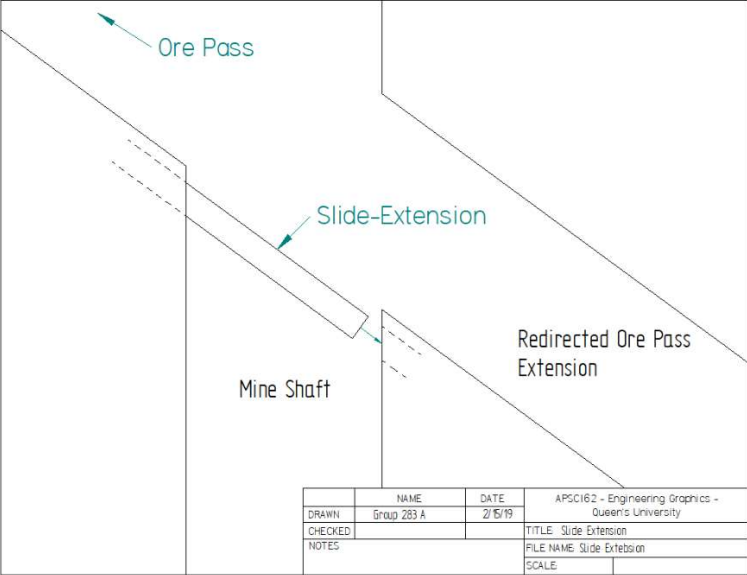 Ore Pass
Slide-Extension
Redirected Ore Pass
Extension
Mine Shaft
NAME DATE APSC162 - Engineering Graphics -
Queen's University
DRAWN Group 283 A 2/15/19
CHECKED TITLE: Slide Extension
NOTES FILE NAME: Slide Extebsion
SCALE: